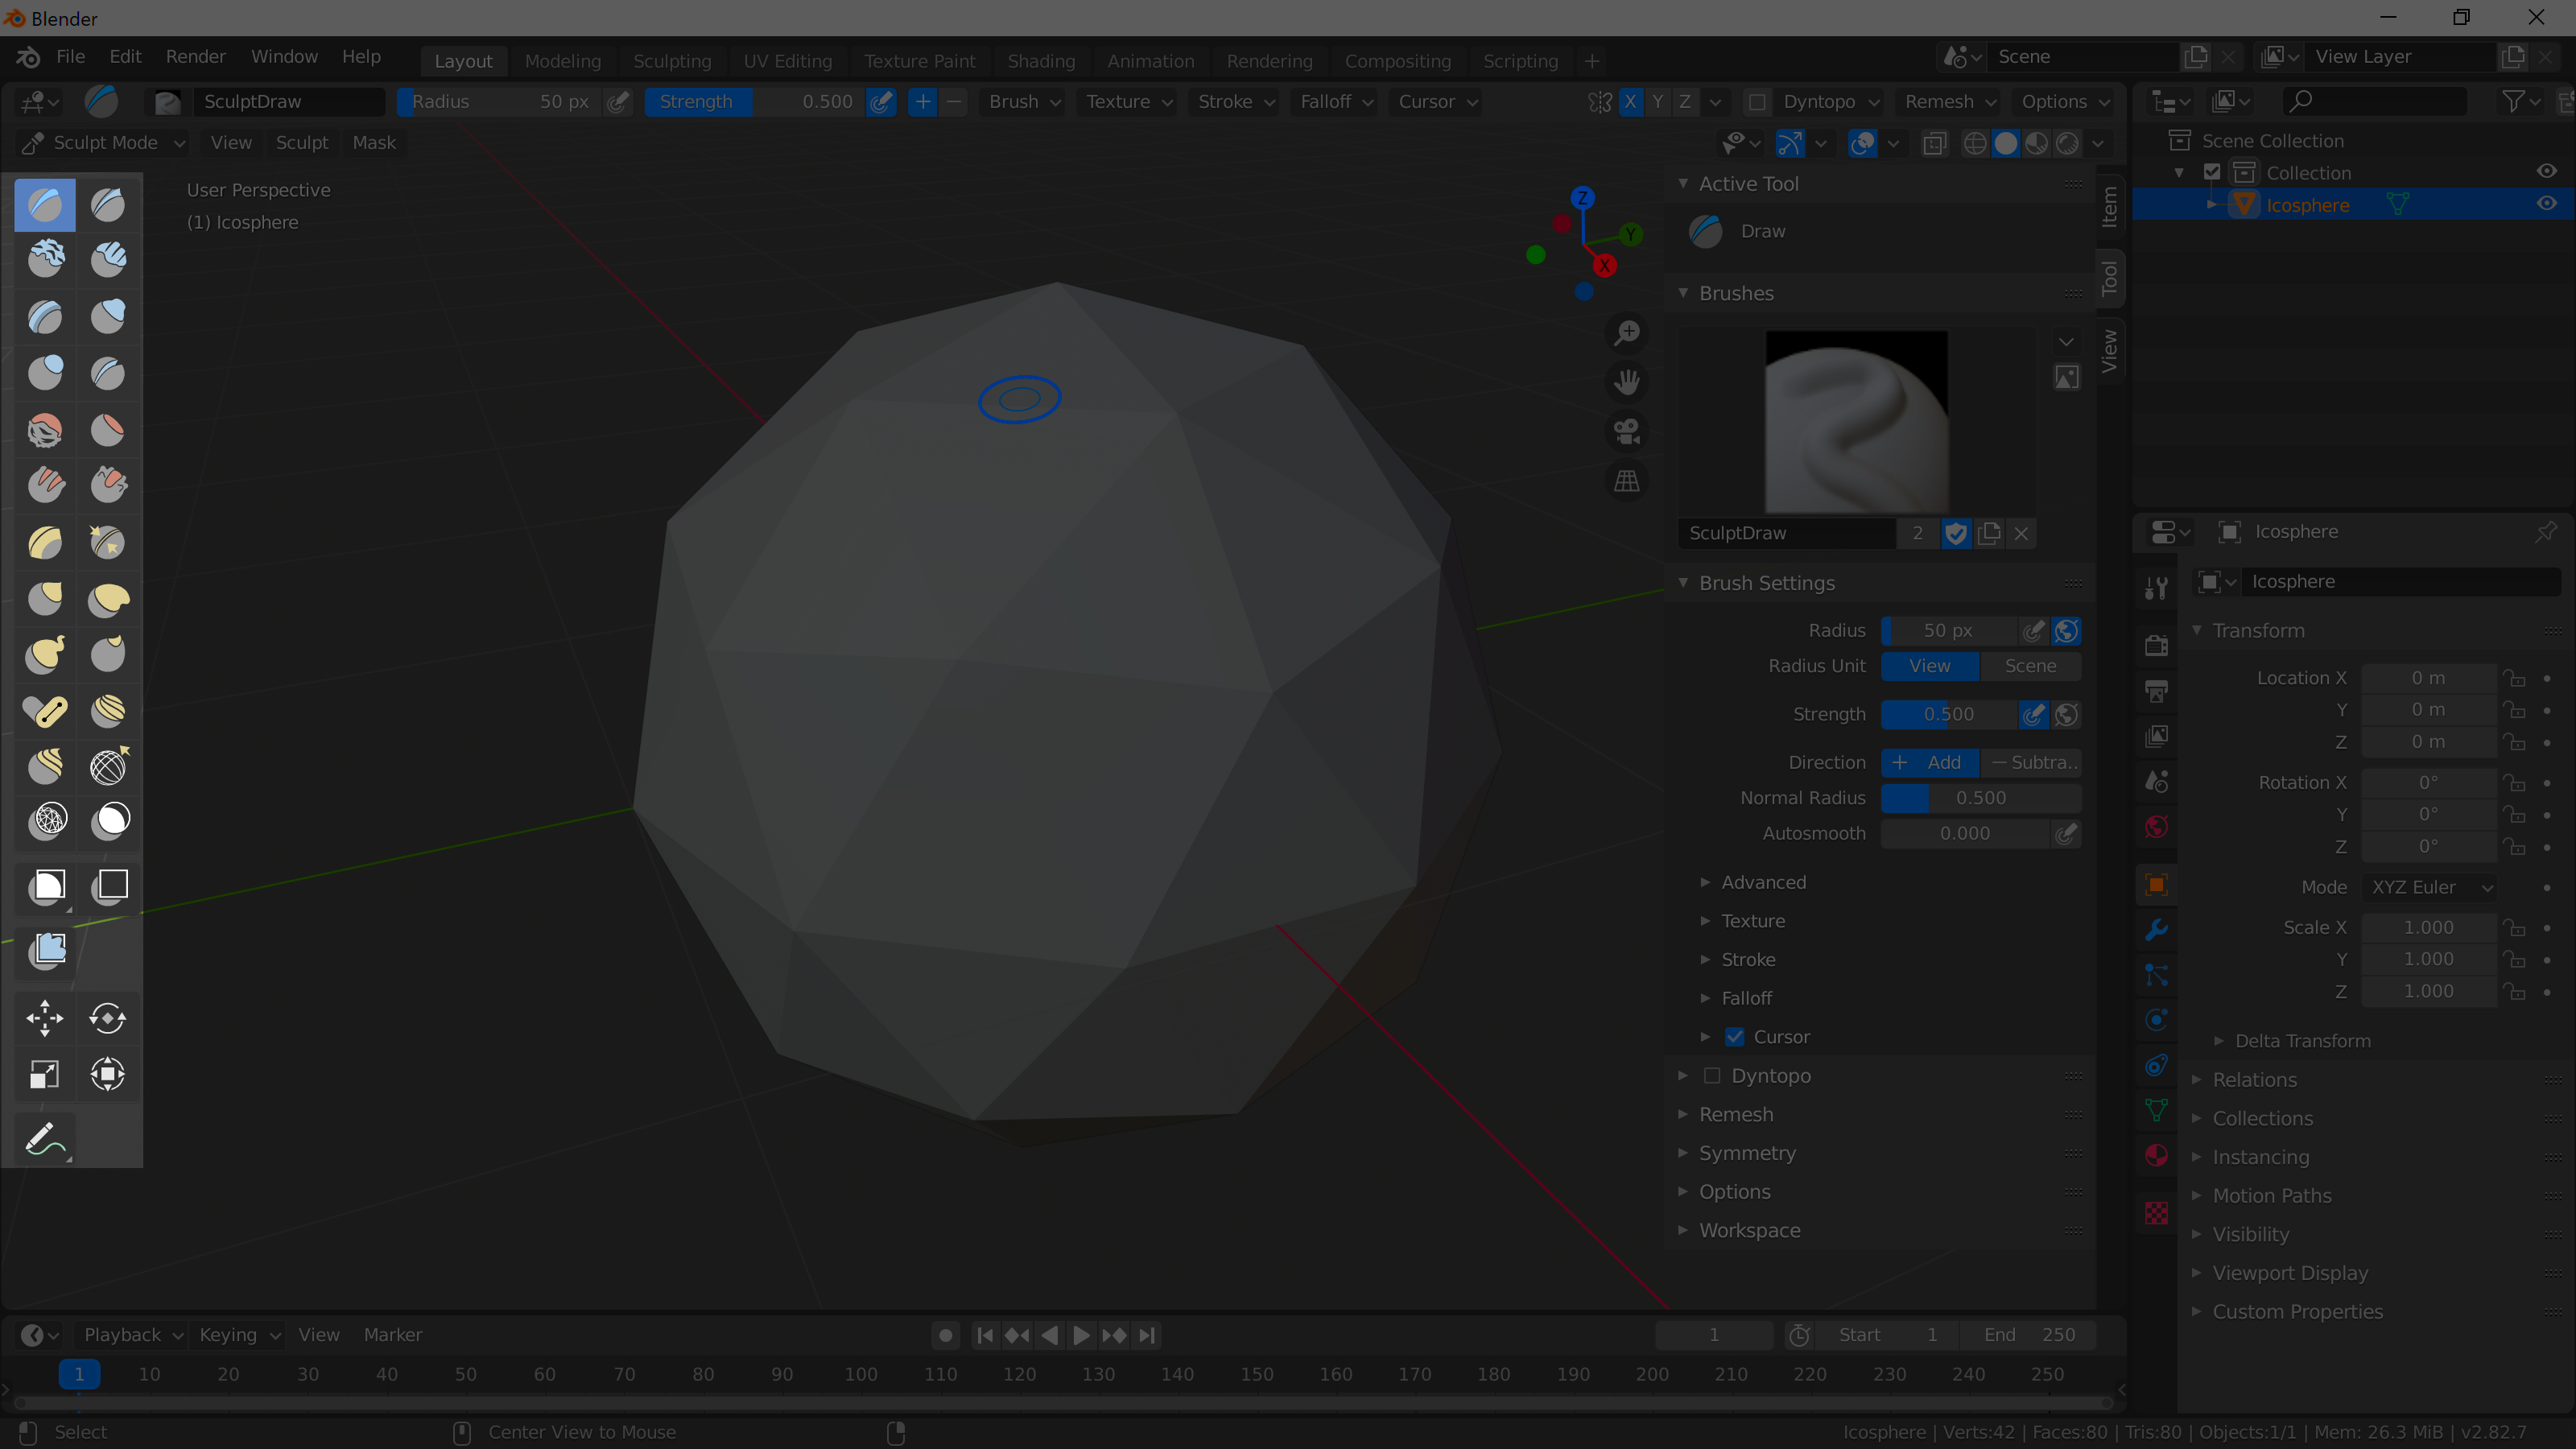 Blender
File Edit Render Window Help Layout Modeling Sculpting UV Editing Texture Paint Shading Animation Rendering Compositing Scripting + Scene View Layer
SculptDraw Radius 50 px Strength 0.500 + − Brush Texture Stroke Falloff Cursor X Y Z Dyntopo Remesh Options
Sculpt Mode View Sculpt Mask
User Perspective
(1) Icosphere
Z
Y
X
Active Tool
Draw
Brushes
SculptDraw 2
Brush Settings
Radius 50 px
Radius Unit View Scene
Strength 0.500
Direction + Add − Subtra..
Normal Radius 0.500
Autosmooth 0.000
Advanced
Texture
Stroke
Falloff
Cursor
Dyntopo
Remesh
Symmetry
Options
Workspace
Item
Tool
View
Scene Collection
Collection
Icosphere
Icosphere
Icosphere
Transform
Location X 0 m
Y 0 m
Z 0 m
Rotation X 0°
Y 0°
Z 0°
Mode XYZ Euler
Scale X 1.000
Y 1.000
Z 1.000
Delta Transform
Relations
Collections
Instancing
Motion Paths
Visibility
Viewport Display
Custom Properties
Playback Keying View Marker 1 Start 1 End 250
1 10 20 30 40 50 60 70 80 90 100 110 120 130 140 150 160 170 180 190 200 210 220 230 240 250
Select Center View to Mouse Icosphere | Verts:42 | Faces:80 | Tris:80 | Objects:1/1 | Mem: 26.3 MiB | v2.82.7